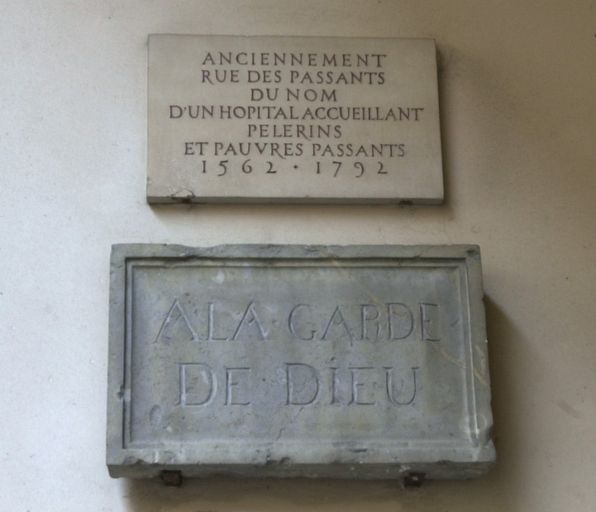 ANCIENNEMENT
RUE DES PASSANTS
DU NOM
D'UN HOPITAL ACCUEILLANT
PELERINS
ET PAUVRES PASSANTS
1562 · 1792
A·LA·GARDE
DE·DIEU